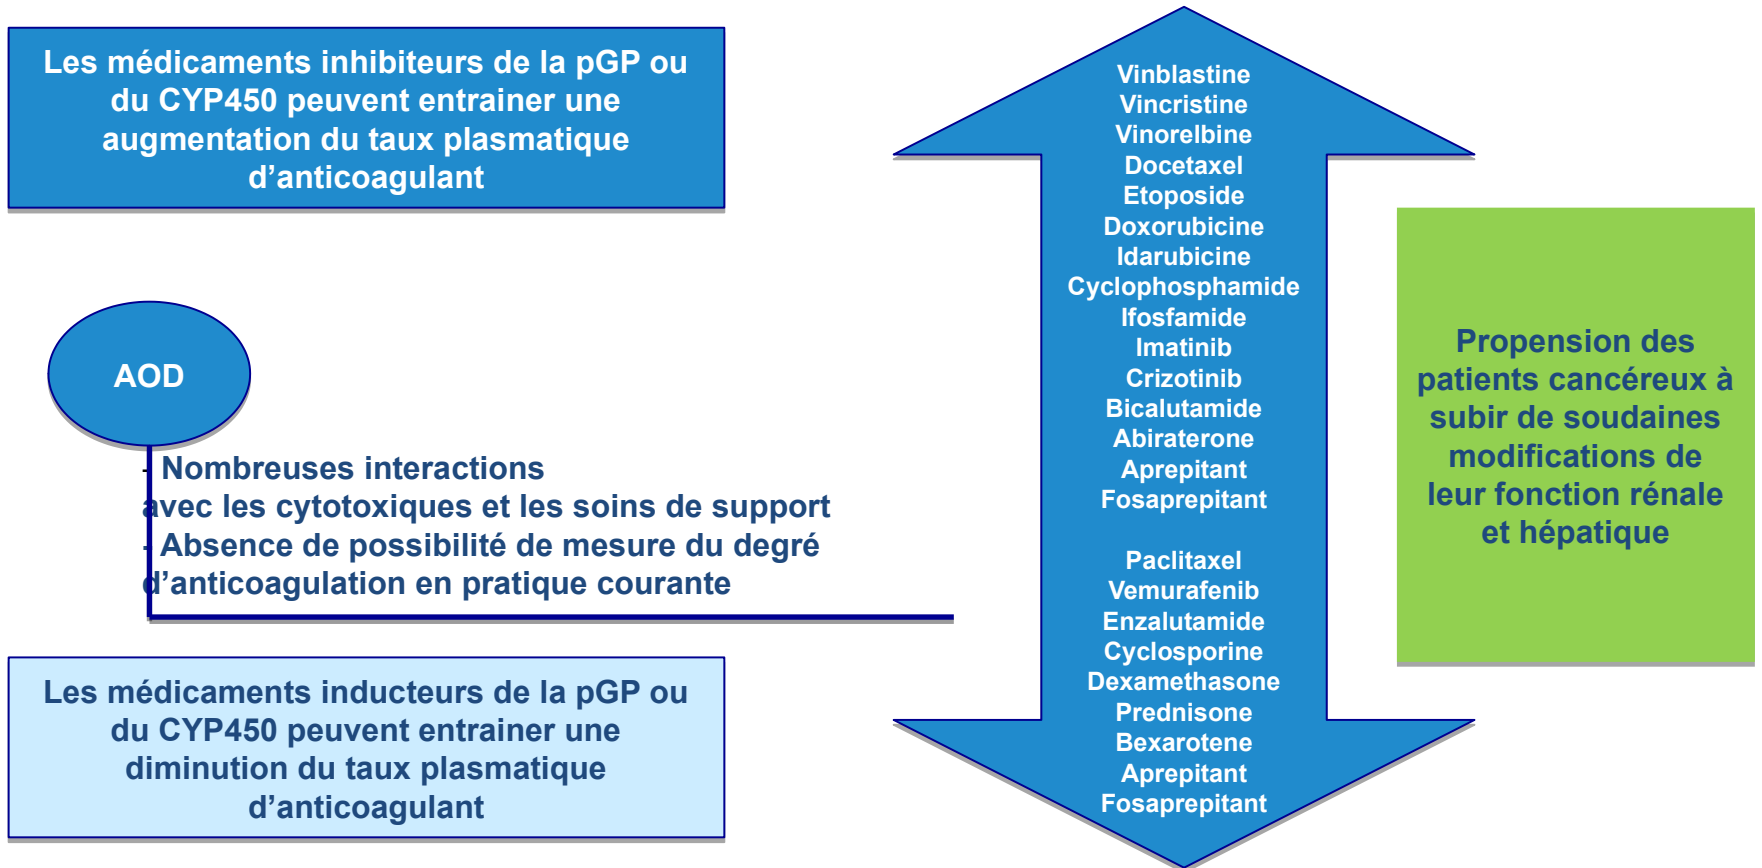 Les médicaments inhibiteurs de la pGP ou
du CYP450 peuvent entrainer une
augmentation du taux plasmatique
d’anticoagulant
AOD
- Nombreuses interactions
avec les cytotoxiques et les soins de support
- Absence de possibilité de mesure du degré
d’anticoagulation en pratique courante
Les médicaments inducteurs de la pGP ou
du CYP450 peuvent entrainer une
diminution du taux plasmatique
d’anticoagulant
Vinblastine
Vincristine
Vinorelbine
Docetaxel
Etoposide
Doxorubicine
Idarubicine
Cyclophosphamide
Ifosfamide
Imatinib
Crizotinib
Bicalutamide
Abiraterone
Aprepitant
Fosaprepitant
Paclitaxel
Vemurafenib
Enzalutamide
Cyclosporine
Dexamethasone
Prednisone
Bexarotene
Aprepitant
Fosaprepitant
Propension des
patients cancéreux à
subir de soudaines
modifications de
leur fonction rénale
et hépatique